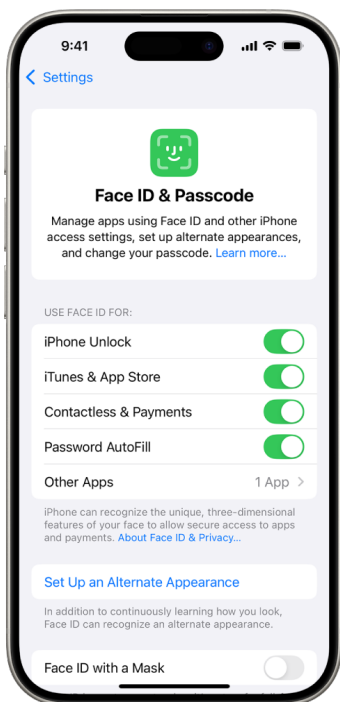 9:41
Settings
Face ID & Passcode
Manage apps using Face ID and other iPhone
access settings, set up alternate appearances,
and change your passcode. Learn more...
USE FACE ID FOR:
iPhone Unlock
iTunes & App Store
Contactless & Payments
Password AutoFill
Other Apps 1 App
iPhone can recognize the unique, three-dimensional
features of your face to allow secure access to apps
and payments. About Face ID & Privacy...
Set Up an Alternate Appearance
In addition to continuously learning how you look,
Face ID can recognize an alternate appearance.
Face ID with a Mask